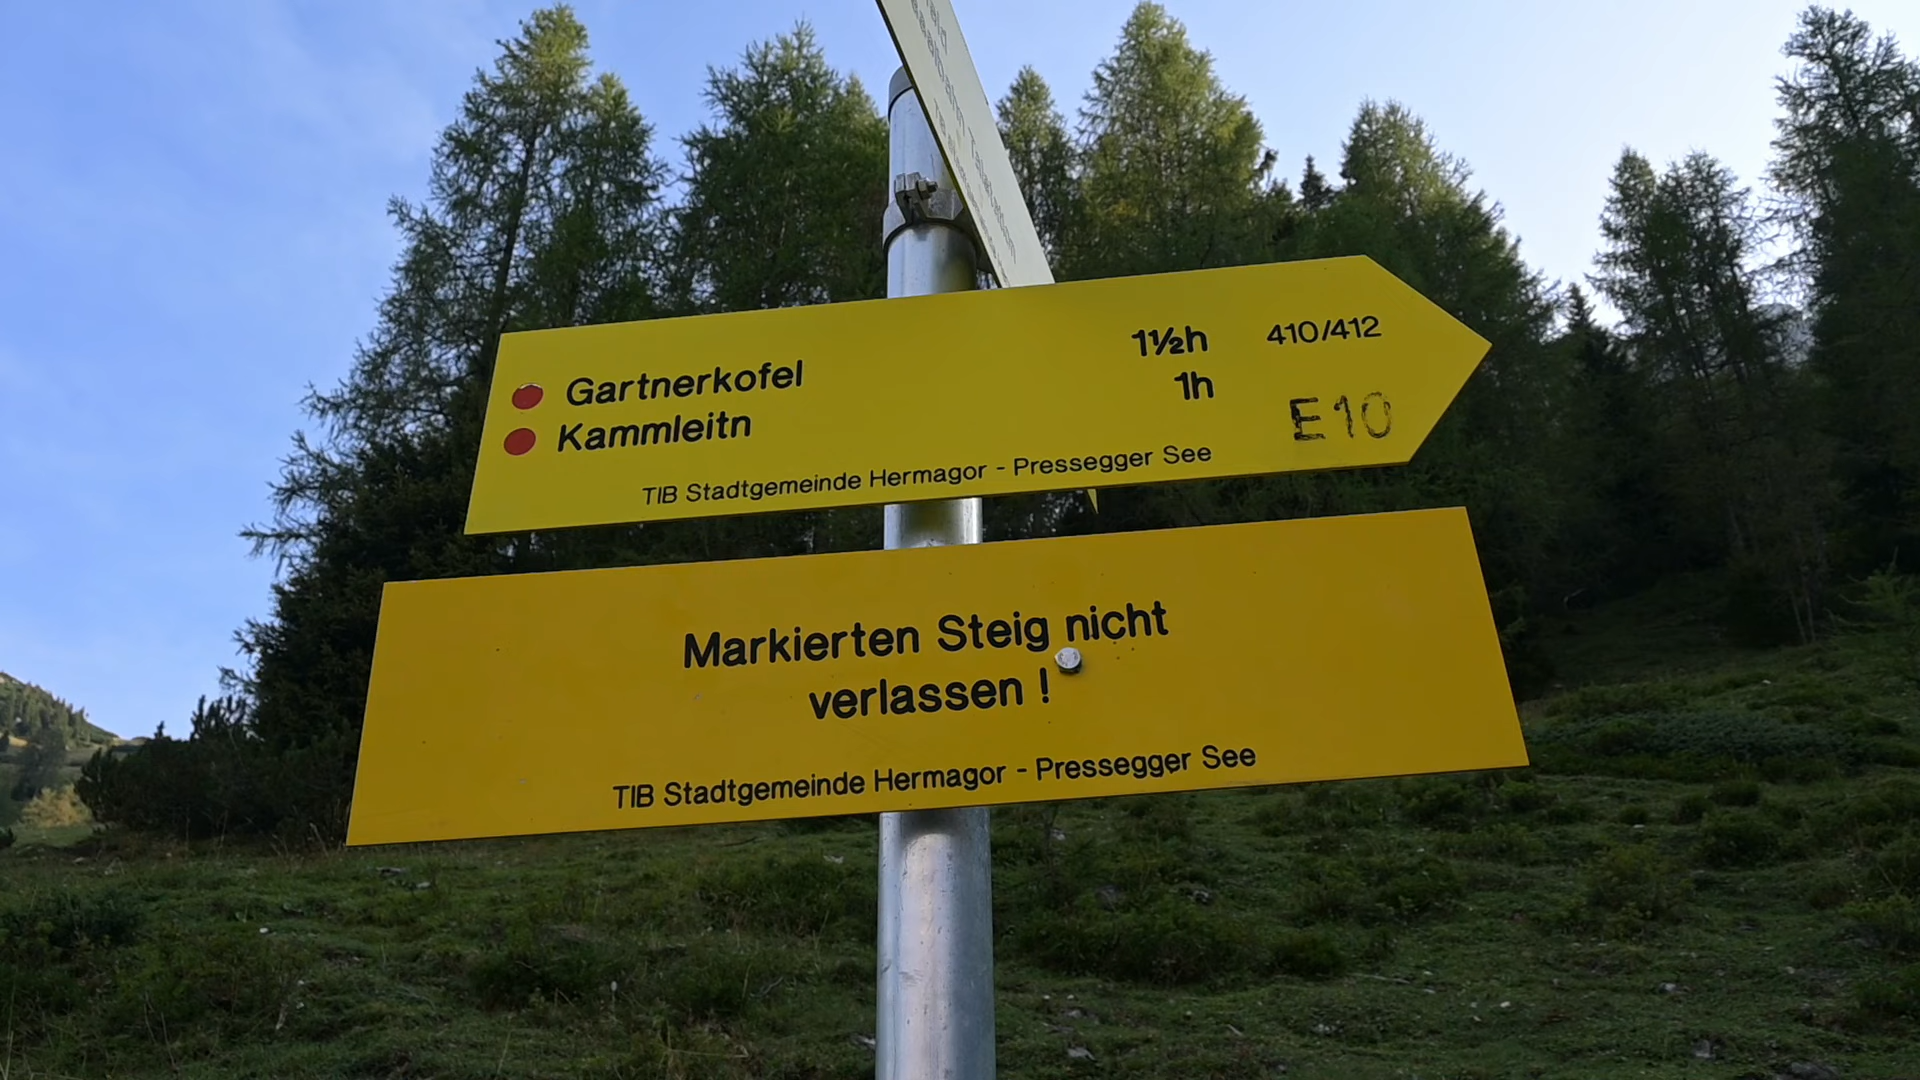 Gartnerkofel 1½h 410/412
Kammleitn 1h
E10
TIB Stadtgemeinde Hermagor - Pressegger See
Markierten Steig nicht
verlassen !
TIB Stadtgemeinde Hermagor - Pressegger See